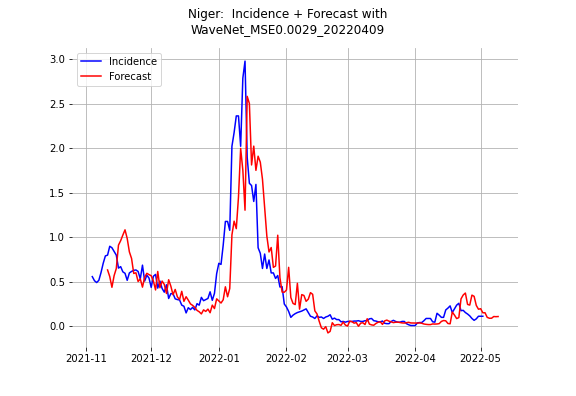 Niger:  Incidence + Forecast with
WaveNet_MSE0.0029_20220409
Incidence
Forecast
3.0
2.5
2.0
1.5
1.0
0.5
0.0
2021-11 2021-12 2022-01 2022-02 2022-03 2022-04 2022-05